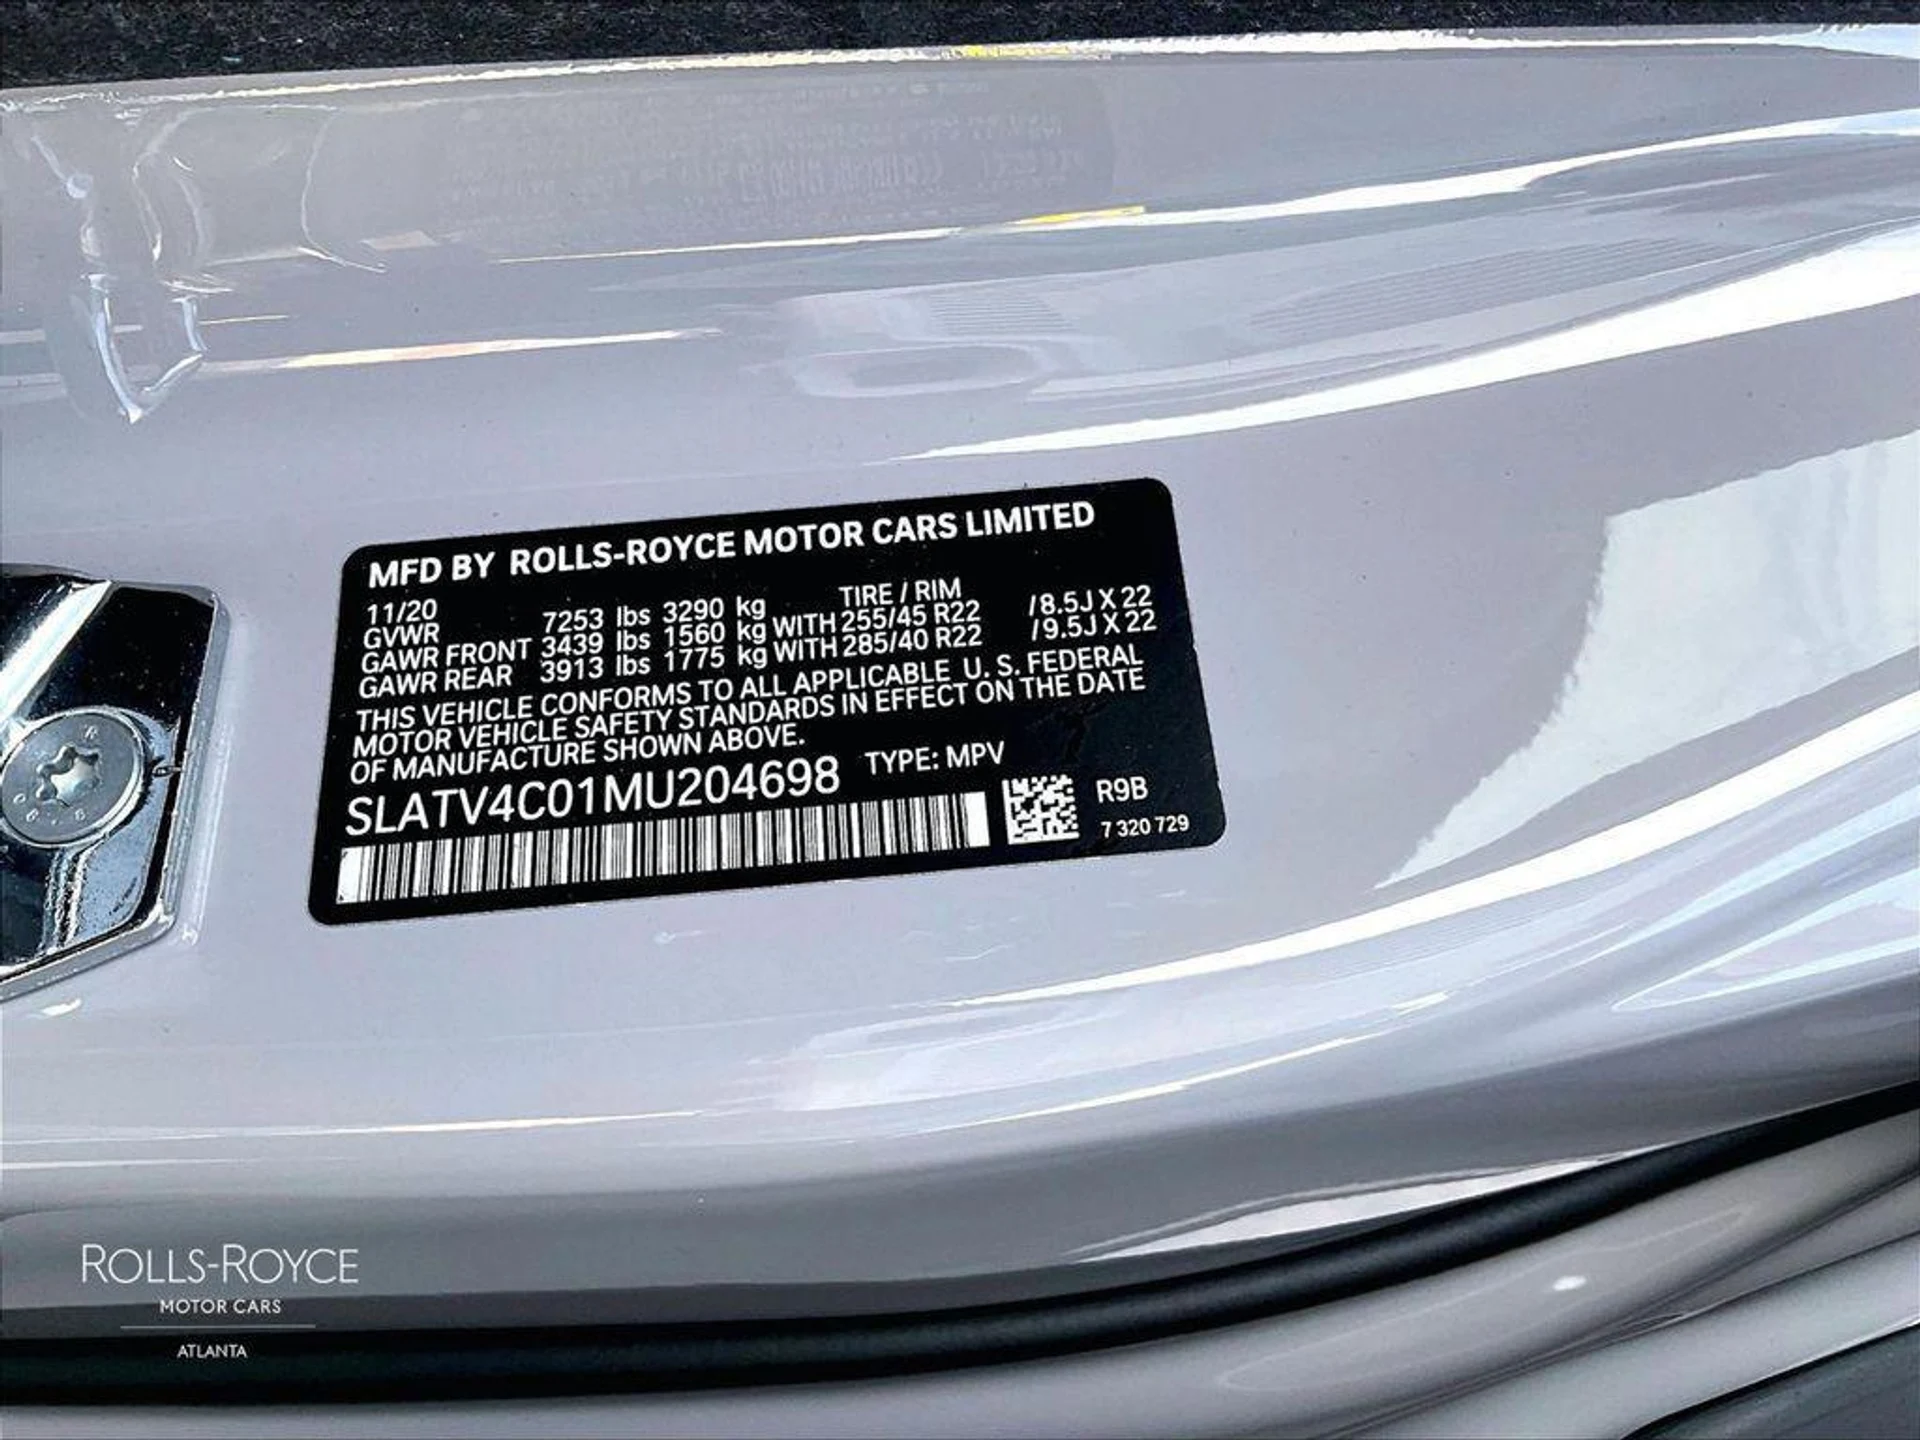 MFD BY ROLLS-ROYCE MOTOR CARS LIMITED
11/20 TIRE / RIM
GVWR 7253 lbs 3290 kg
GAWR FRONT 3439 lbs 1560 kg WITH 255/45 R22 /8.5J X 22
GAWR REAR 3913 lbs 1775 kg WITH 285/40 R22 /9.5J X 22
THIS VEHICLE CONFORMS TO ALL APPLICABLE U. S. FEDERAL
MOTOR VEHICLE SAFETY STANDARDS IN EFFECT ON THE DATE
OF MANUFACTURE SHOWN ABOVE.
SLATV4C01MU204698 TYPE: MPV
R9B
7 320 729
ROLLS-ROYCE
MOTOR CARS
ATLANTA